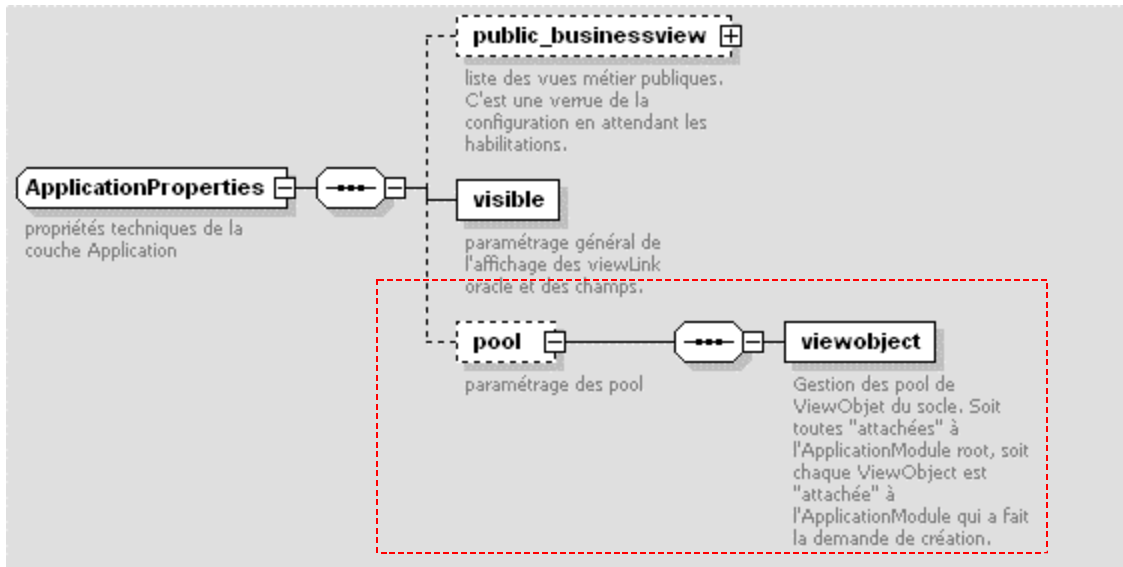 public_businessview
liste des vues métier publiques.
C'est une verrue de la
configuration en attendant les
habilitations.
ApplicationProperties
propriétés techniques de la
couche Application
visible
paramétrage général de
l'affichage des viewLink
oracle et des champs.
pool
paramétrage des pool
viewobject
Gestion des pool de
ViewObjet du socle. Soit
toutes "attachées" à
l'ApplicationModule root, soit
chaque ViewObject est
"attachée" à
l'ApplicationModule qui a fait
la demande de création.